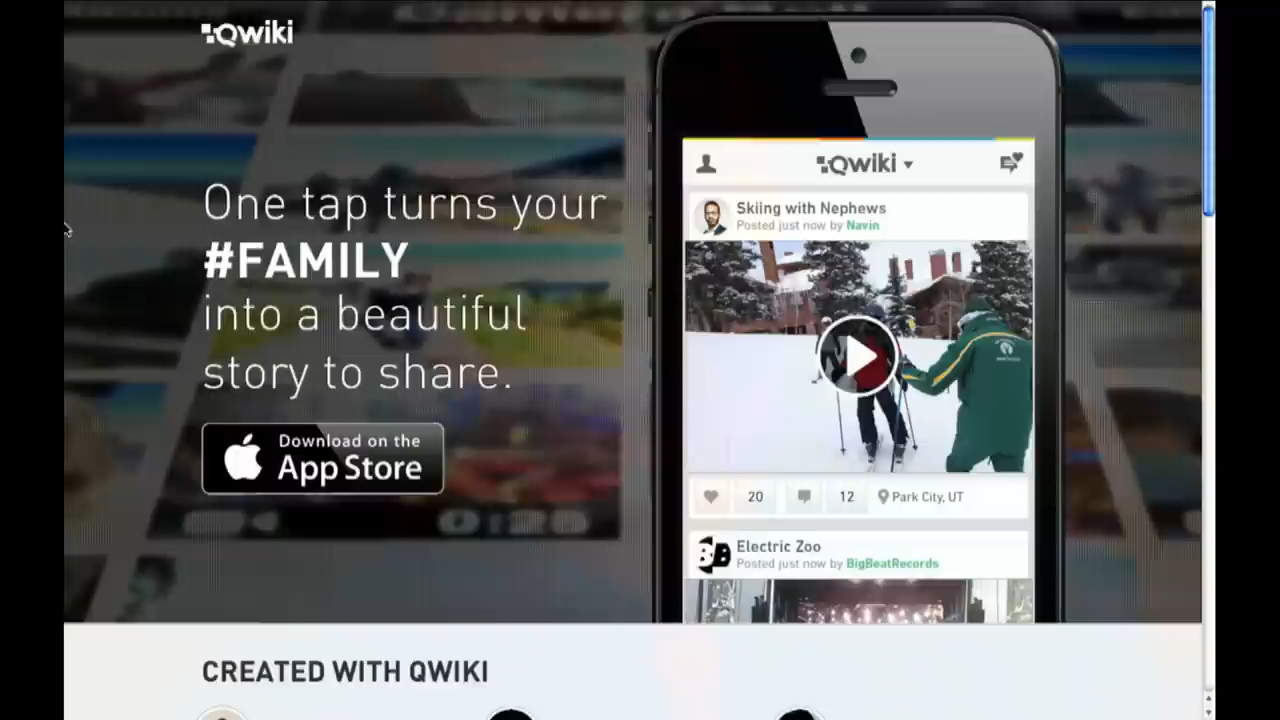 Qwiki
One tap turns your
#FAMILY
into a beautiful
story to share.
Download on the
App Store
Qwiki
Skiing with Nephews
Posted just now by Navin
20 12 Park City, UT
BB Electric Zoo
Posted just now by BigBeatRecords
CREATED WITH QWIKI